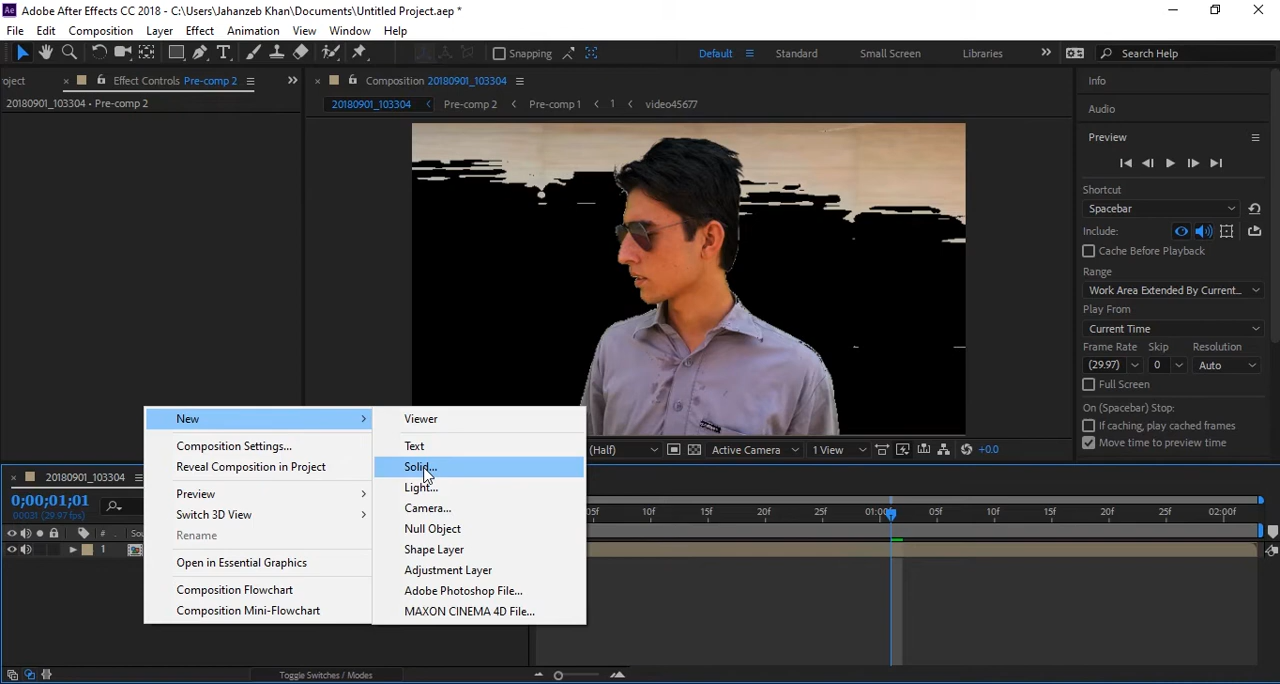 Ae Adobe After Effects CC 2018 - C:\Users\Jahanzeb Khan\Documents\Untitled Project.aep *
File Edit Composition Layer Effect Animation View Window Help
Snapping Default Standard Small Screen Libraries Search Help
oject Effect Controls Pre-comp 2
20180901_103304 • Pre-comp 2
Composition 20180901_103304
20180901_103304 Pre-comp 2 Pre-comp 1 1 video45677
Info
Audio
Preview
Shortcut
Spacebar
Include:
Cache Before Playback
Range
Work Area Extended By Current...
Play From
Current Time
Frame Rate Skip Resolution
(29.97) 0 Auto
Full Screen
On (Spacebar) Stop:
If caching, play cached frames
Move time to preview time
New
Composition Settings...
Reveal Composition in Project
Preview
Switch 3D View
Rename
Open in Essential Graphics
Composition Flowchart
Composition Mini-Flowchart
Viewer
Text
Solid...
Light...
Camera...
Null Object
Shape Layer
Adjustment Layer
Adobe Photoshop File...
MAXON CINEMA 4D File...
(Half) Active Camera 1 View +0.0
20180901_103304
0;00;01;01
00031 (29.97 fps)
# . Sou
1
05f 10f 15f 20f 25f 01:00f 05f 10f 15f 20f 25f 02:00f
Toggle Switches / Modes